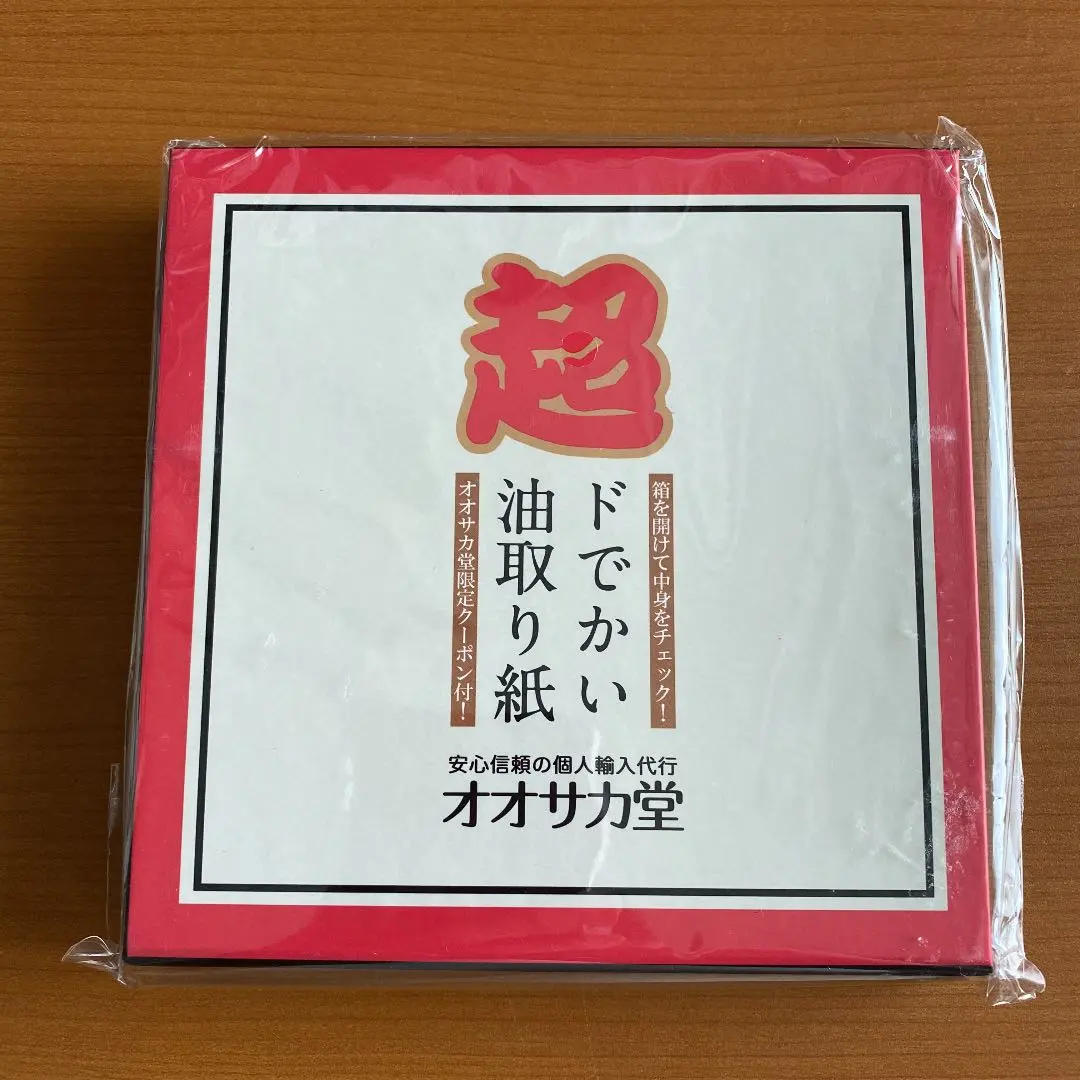 超
箱を開けて中身をチェック!
ドでかい
油取り紙
オオサカ堂限定クーポン付!
安心信頼の個人輸入代行
オオサカ堂